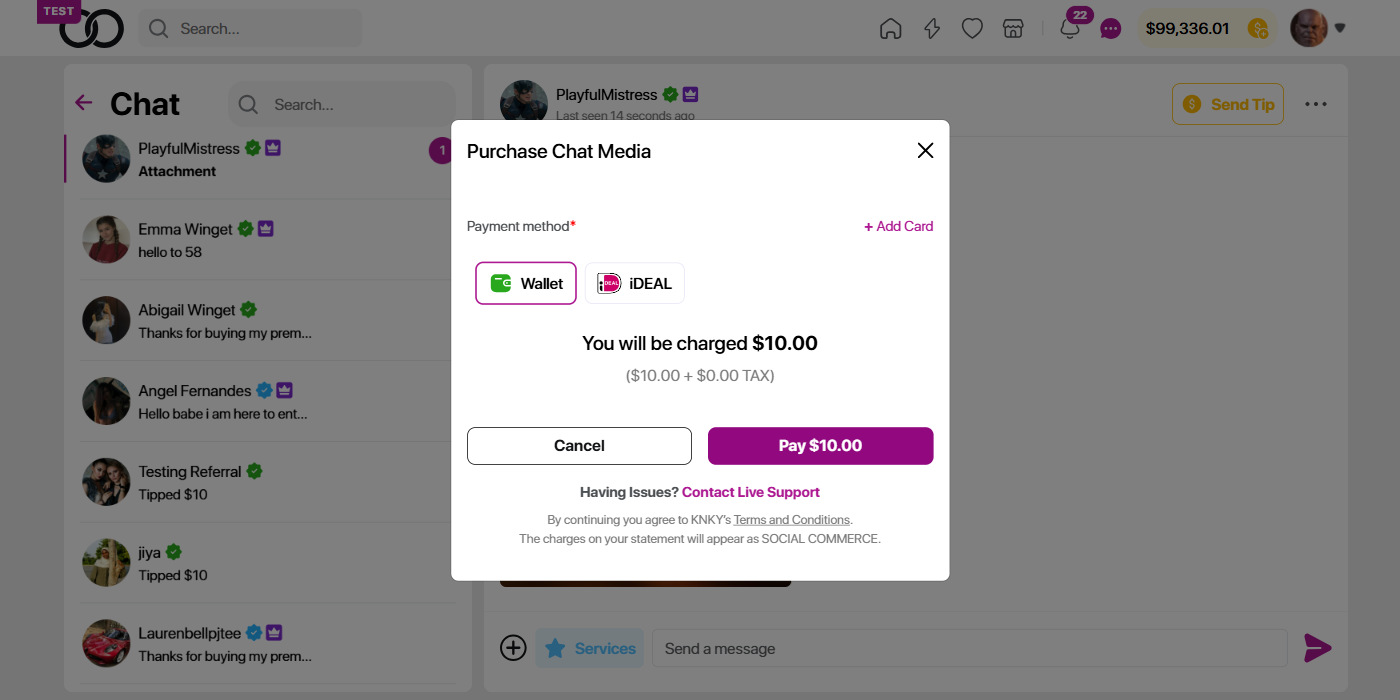 TEST
Search...
22
$99,336.01
Chat
Search...
PlayfulMistress
Attachment
1
Emma Winget
hello to 58
Abigail Winget
Thanks for buying my prem...
Angel Fernandes
Hello babe i am here to ent...
Testing Referral
Tipped $10
jiya
Tipped $10
Laurenbellpjtee
Thanks for buying my prem...
PlayfulMistress
Last seen 14 seconds ago
Send Tip
Purchase Chat Media
Payment method*
+ Add Card
Wallet
iDEAL
iDEAL
You will be charged $10.00
($10.00 + $0.00 TAX)
Cancel
Pay $10.00
Having Issues? Contact Live Support
By continuing you agree to KNKY's Terms and Conditions.
The charges on your statement will appear as SOCIAL COMMERCE.
Services
Send a message